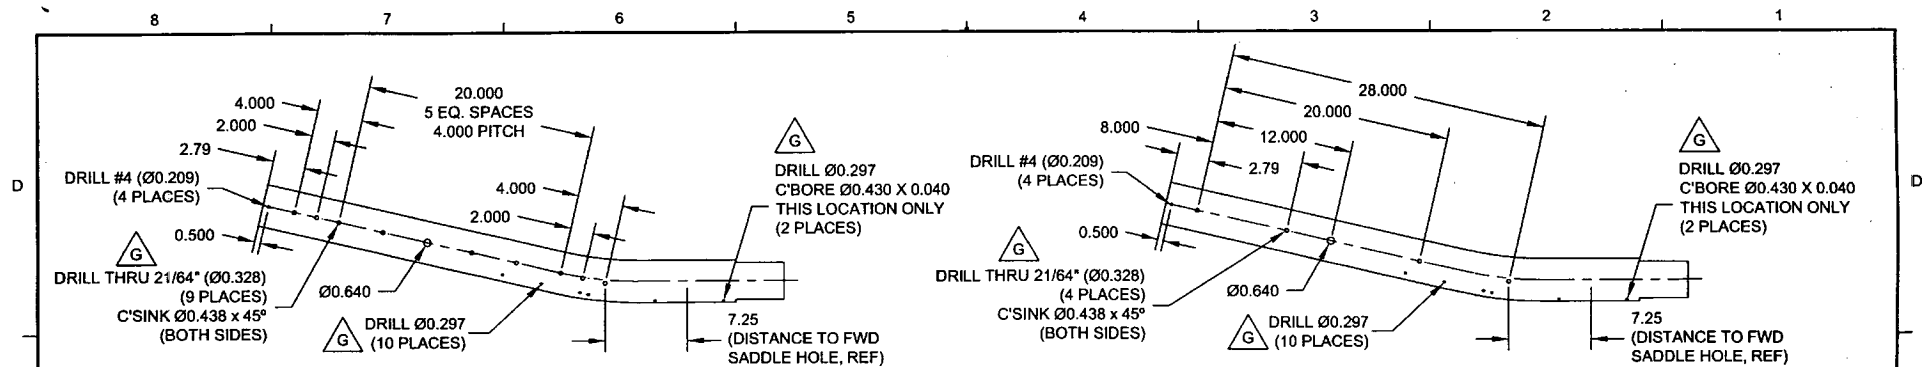 8 7 6 5 4 3 2 1
D
20.000
5 EQ. SPACES
4.000 PITCH
4.000
2.000
2.79
DRILL #4 (Ø0.209)
(4 PLACES)
0.500
G
DRILL THRU 21/64" (Ø0.328)
(9 PLACES)
C'SINK Ø0.438 x 45°
(BOTH SIDES)
Ø0.640
4.000
2.000
G
DRILL Ø0.297
C'BORE Ø0.430 X 0.040
THIS LOCATION ONLY
(2 PLACES)
G
DRILL Ø0.297
(10 PLACES)
7.25
(DISTANCE TO FWD
SADDLE HOLE, REF)
28.000
20.000
12.000
8.000
2.79
DRILL #4 (Ø0.209)
(4 PLACES)
0.500
G
DRILL THRU 21/64" (Ø0.328)
(4 PLACES)
C'SINK Ø0.438 x 45°
(BOTH SIDES)
Ø0.640
G
DRILL Ø0.297
C'BORE Ø0.430 X 0.040
THIS LOCATION ONLY
(2 PLACES)
G
DRILL Ø0.297
(10 PLACES)
7.25
(DISTANCE TO FWD
SADDLE HOLE, REF)
D